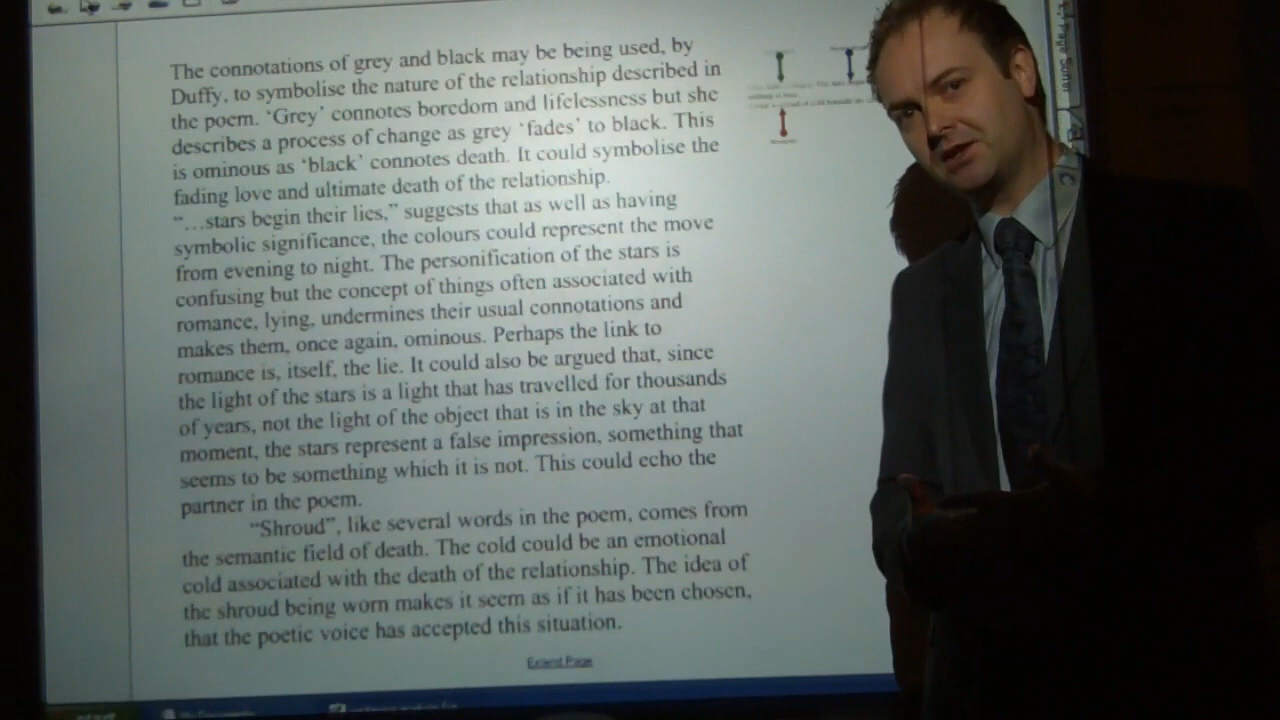 The connotations of grey and black may be being used, by
Duffy, to symbolise the nature of the relationship described in
the poem. ‘Grey’ connotes boredom and lifelessness but she
describes a process of change as grey ‘fades’ to black. This
is ominous as ‘black’ connotes death. It could symbolise the
fading love and ultimate death of the relationship.
“…stars begin their lies,” suggests that as well as having
symbolic significance, the colours could represent the move
from evening to night. The personification of the stars is
confusing but the concept of things often associated with
romance, lying, undermines their usual connotations and
makes them, once again, ominous. Perhaps the link to
romance is, itself, the lie. It could also be argued that, since
the light of the stars is a light that has travelled for thousands
of years, not the light of the object that is in the sky at that
moment, the stars represent a false impression, something that
seems to be something which it is not. This could echo the
partner in the poem.
“Shroud”, like several words in the poem, comes from
the semantic field of death. The cold could be an emotional
cold associated with the death of the relationship. The idea of
the shroud being worn makes it seem as if it has been chosen,
that the poetic voice has accepted this situation.
Extend Page
Page Sorter